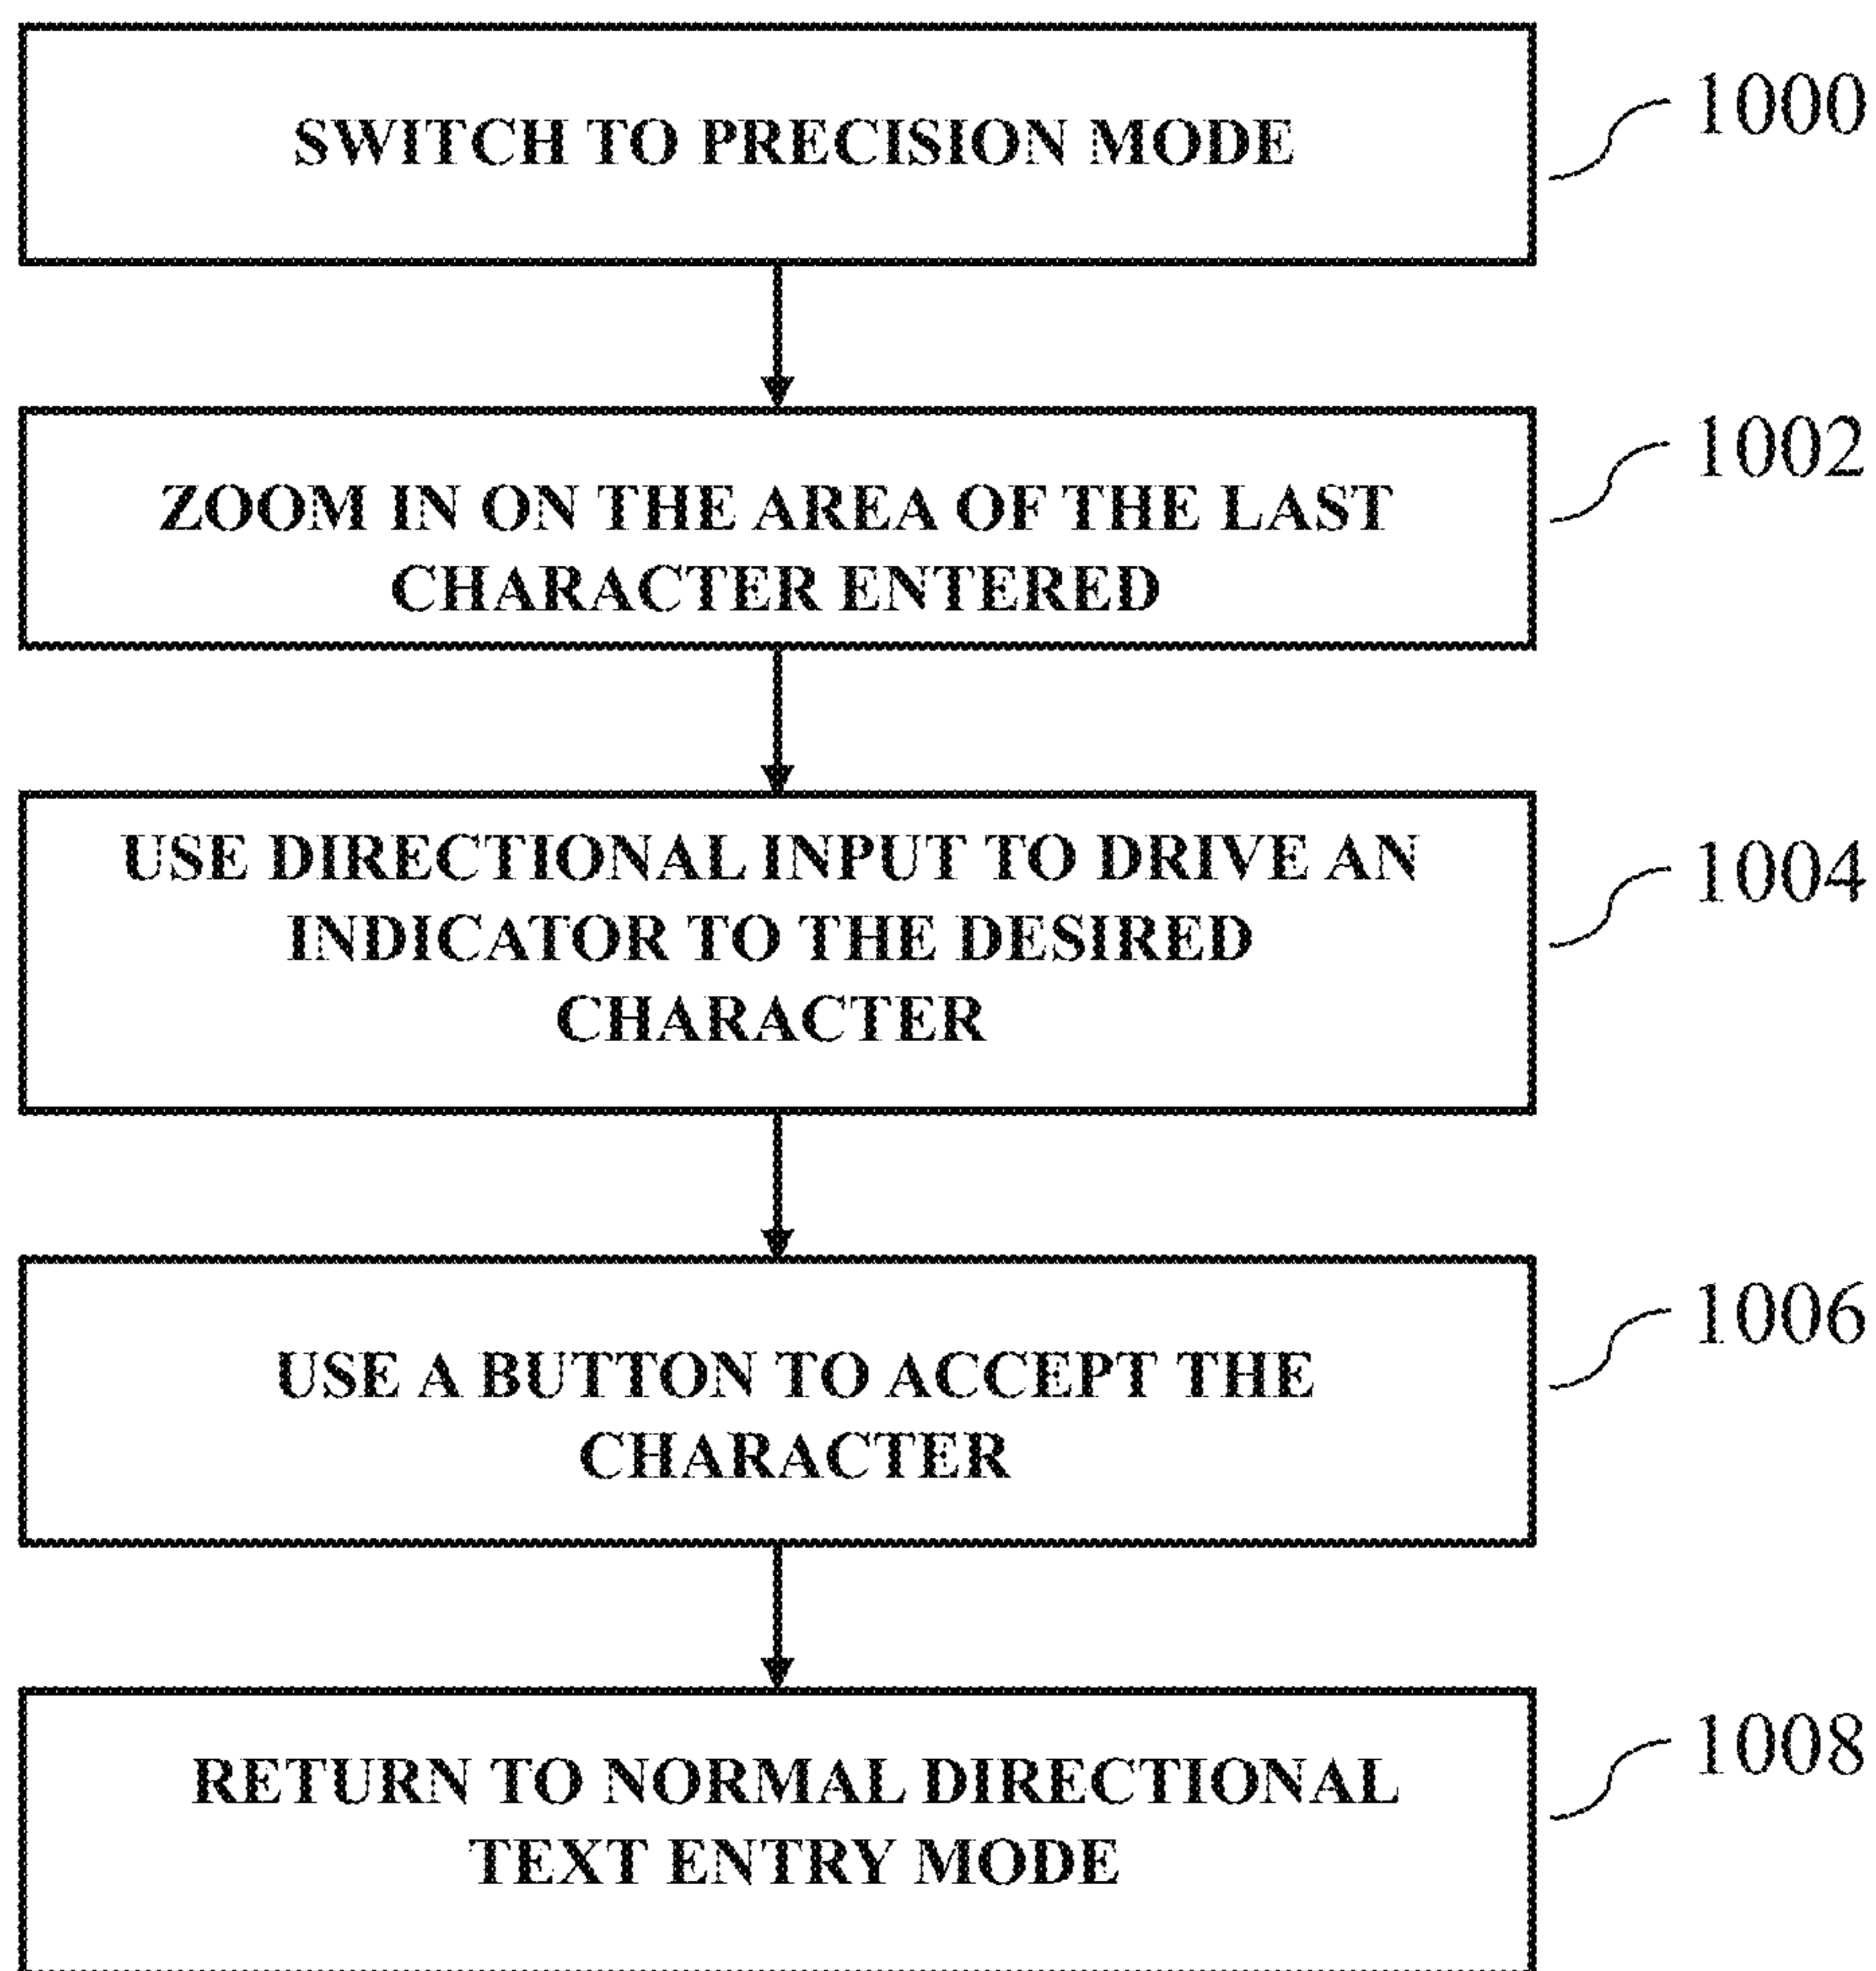 SWITCH TO PRECISION MODE
1000
ZOOM IN ON THE AREA OF THE LAST
CHARACTER ENTERED
1002
USE DIRECTIONAL INPUT TO DRIVE AN
INDICATOR TO THE DESIRED
CHARACTER
1004
USE A BUTTON TO ACCEPT THE
CHARACTER
1006
RETURN TO NORMAL DIRECTIONAL
TEXT ENTRY MODE
1008